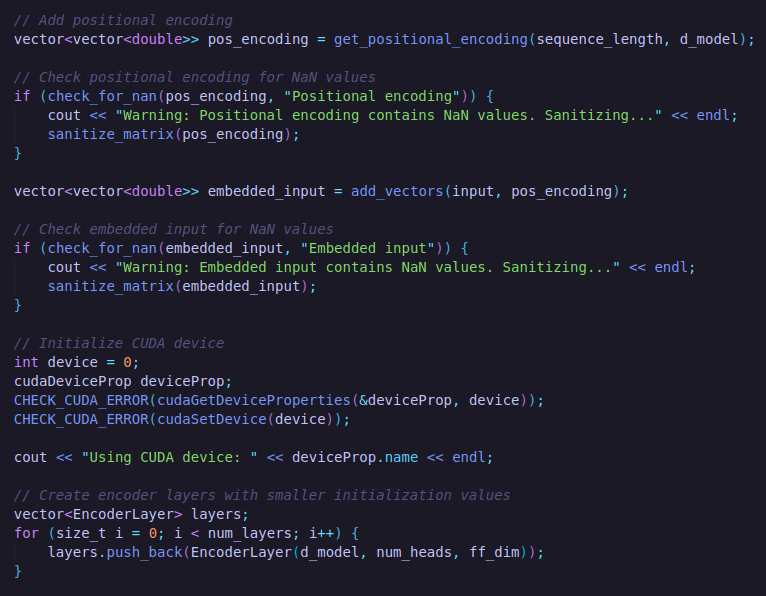 // Add positional encoding
vector<vector<double>> pos_encoding = get_positional_encoding(sequence_length, d_model);

// Check positional encoding for NaN values
if (check_for_nan(pos_encoding, "Positional encoding")) {
    cout << "Warning: Positional encoding contains NaN values. Sanitizing..." << endl;
    sanitize_matrix(pos_encoding);
}

vector<vector<double>> embedded_input = add_vectors(input, pos_encoding);

// Check embedded input for NaN values
if (check_for_nan(embedded_input, "Embedded input")) {
    cout << "Warning: Embedded input contains NaN values. Sanitizing..." << endl;
    sanitize_matrix(embedded_input);
}

// Initialize CUDA device
int device = 0;
cudaDeviceProp deviceProp;
CHECK_CUDA_ERROR(cudaGetDeviceProperties(&deviceProp, device));
CHECK_CUDA_ERROR(cudaSetDevice(device));

cout << "Using CUDA device: " << deviceProp.name << endl;

// Create encoder layers with smaller initialization values
vector<EncoderLayer> layers;
for (size_t i = 0; i < num_layers; i++) {
    layers.push_back(EncoderLayer(d_model, num_heads, ff_dim));
}